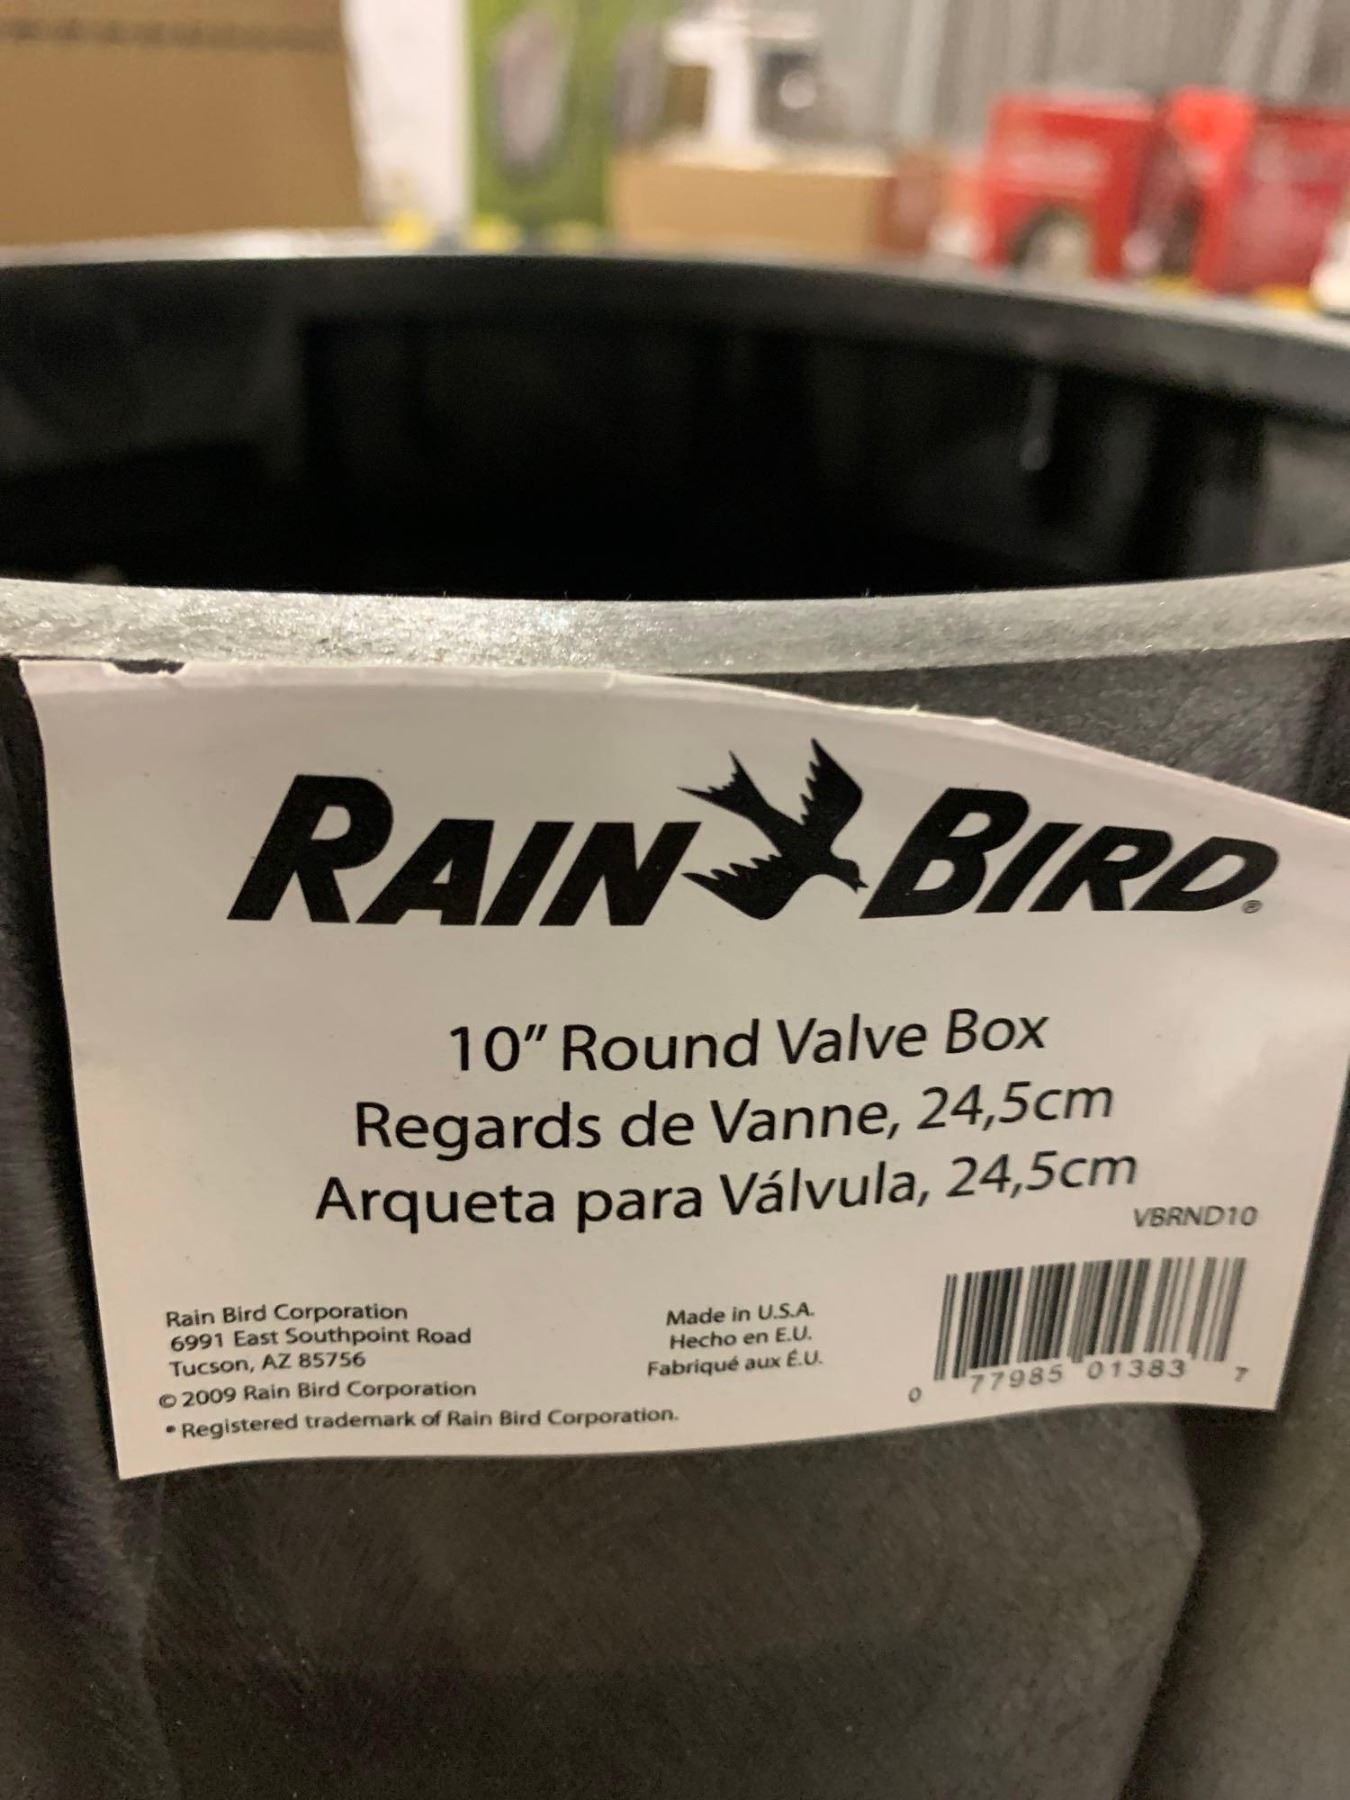 RAIN BIRD®
10" Round Valve Box
Regards de Vanne, 24,5cm
Arqueta para Válvula, 24,5cm
VBRND10
Rain Bird Corporation
6991 East Southpoint Road
Tucson, AZ 85756
© 2009 Rain Bird Corporation
® Registered trademark of Rain Bird Corporation.
Made in U.S.A.
Hecho en E.U.
Fabriqué aux É.U.
0 77985 01383 7